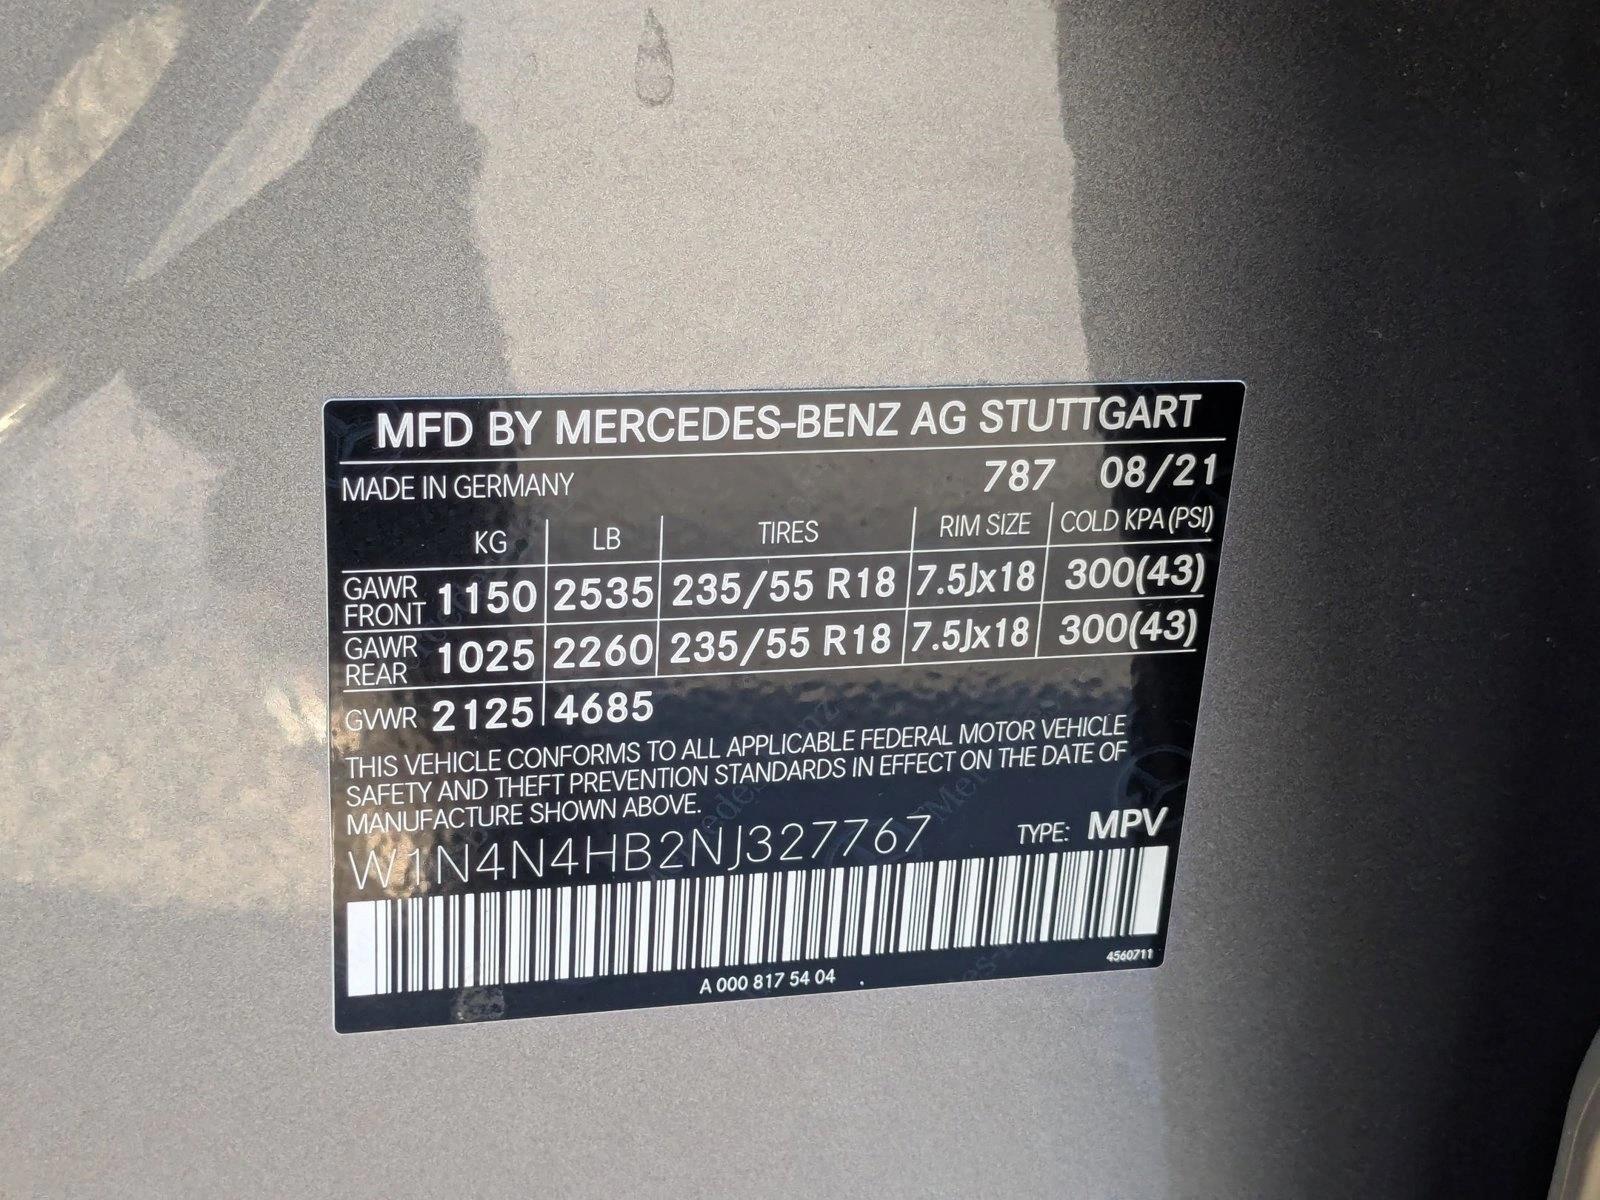 MFD BY MERCEDES-BENZ AG STUTTGART
MADE IN GERMANY 787 08/21
KG LB TIRES RIM SIZE COLD KPA (PSI)
GAWR FRONT 1150 2535 235/55 R18 7.5Jx18 300(43)
GAWR REAR 1025 2260 235/55 R18 7.5Jx18 300(43)
GVWR 2125 4685
THIS VEHICLE CONFORMS TO ALL APPLICABLE FEDERAL MOTOR VEHICLE
SAFETY AND THEFT PREVENTION STANDARDS IN EFFECT ON THE DATE OF
MANUFACTURE SHOWN ABOVE.
W1N4N4HB2NJ327767 TYPE: MPV
A 000 817 54 04 4560711